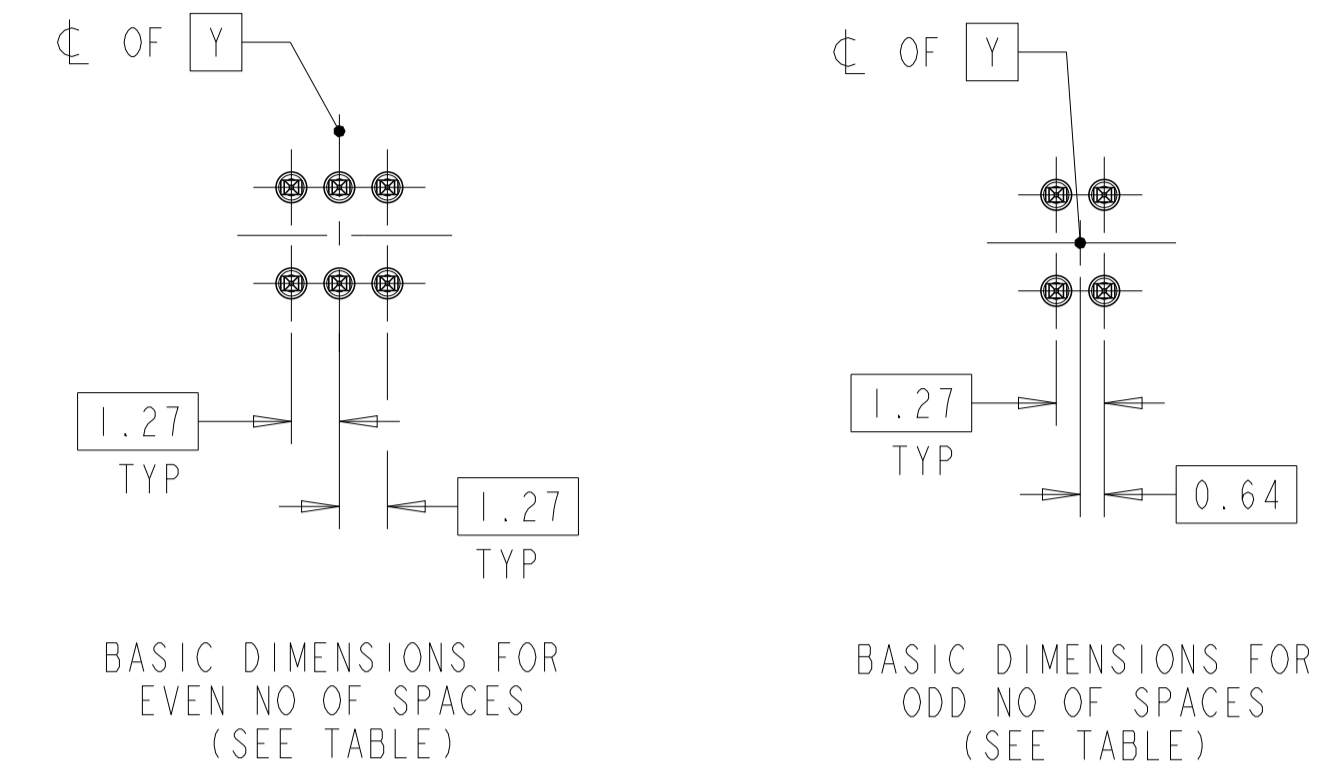 ℄ OF Y
1.27
TYP
1.27
TYP
BASIC DIMENSIONS FOR
EVEN NO OF SPACES
(SEE TABLE)
℄ OF Y
1.27
TYP
0.64
BASIC DIMENSIONS FOR
ODD NO OF SPACES
(SEE TABLE)